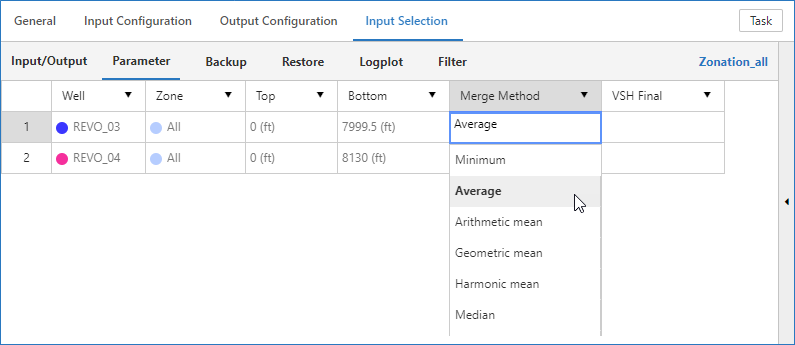 General Input Configuration Output Configuration Input Selection Task
Input/Output Parameter Backup Restore Logplot Filter Zonation_all
Well Zone Top Bottom Merge Method VSH Final
1 REVO_03 All 0 (ft) 7999.5 (ft) Average
2 REVO_04 All 0 (ft) 8130 (ft) Minimum
Average
Arithmetic mean
Geometric mean
Harmonic mean
Median